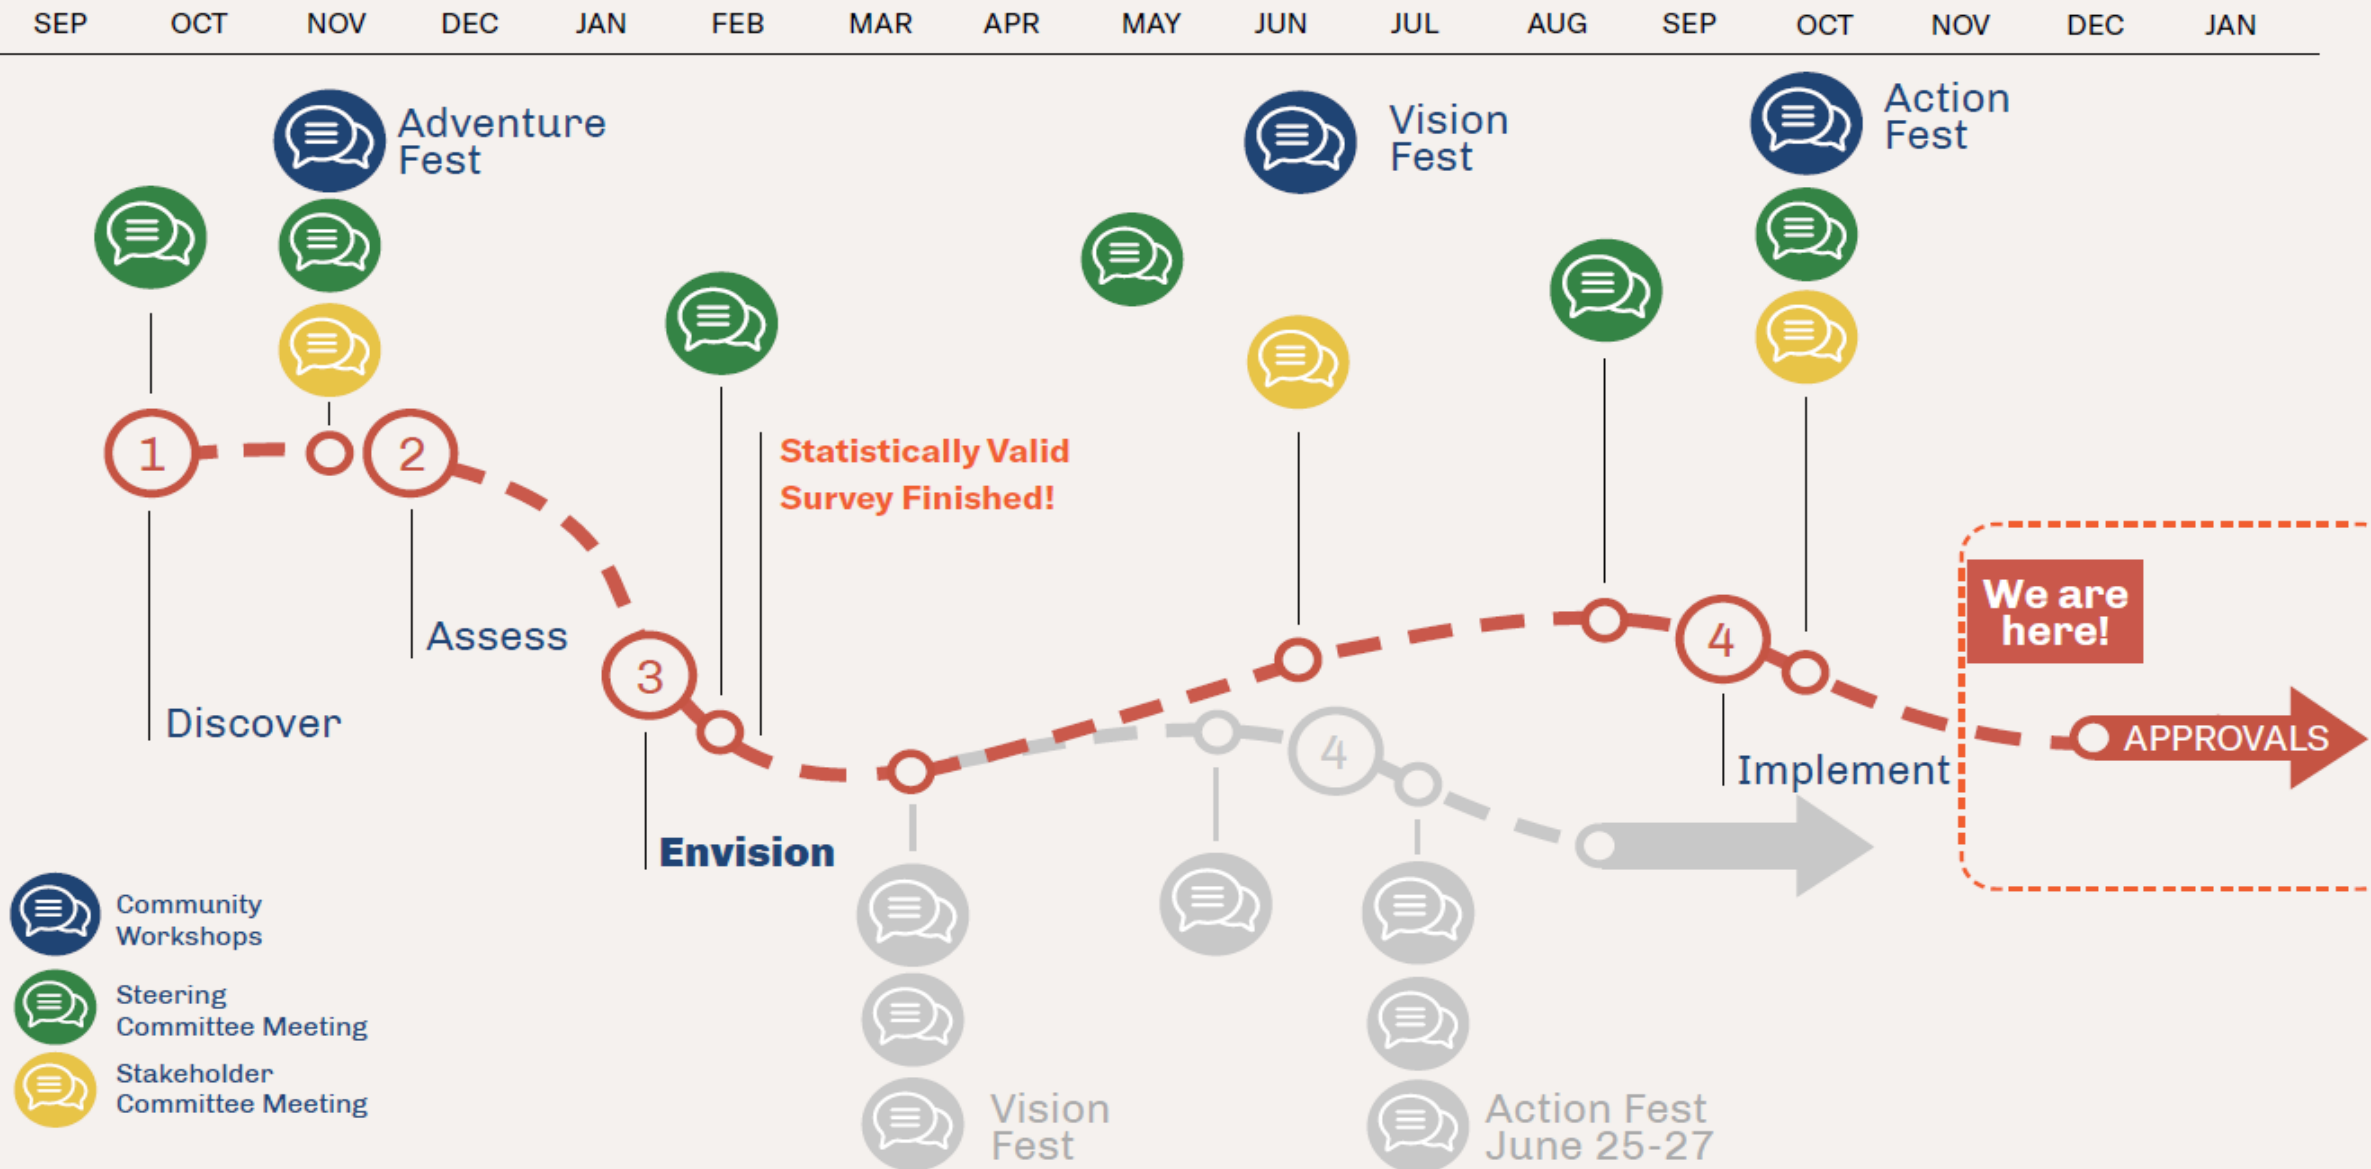 SEP OCT NOV DEC JAN FEB MAR APR MAY JUN JUL AUG SEP OCT NOV DEC JAN
Adventure
Fest
Vision
Fest
Action
Fest
1
2
Statistically Valid
Survey Finished!
Assess
Discover
3
Envision
4
4
Implement
We are
here!
APPROVALS
Community
Workshops
Steering
Committee Meeting
Stakeholder
Committee Meeting
Vision
Fest
Action Fest
June 25-27